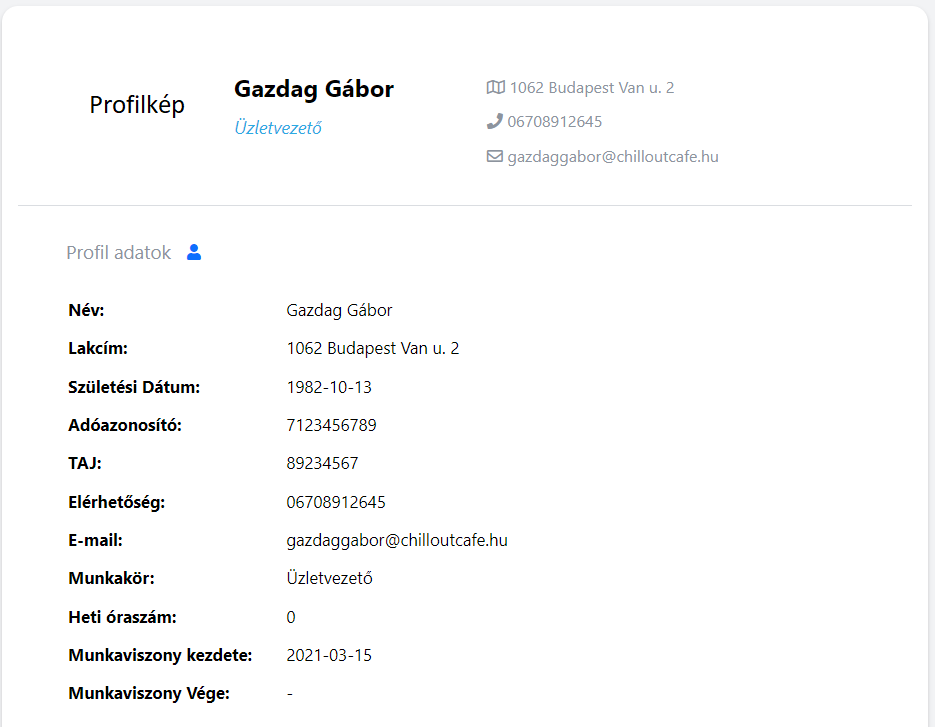 Profilkép
Gazdag Gábor
Üzletvezető
1062 Budapest Van u. 2
06708912645
gazdaggabor@chilloutcafe.hu
Profil adatok
Név: Gazdag Gábor
Lakcím: 1062 Budapest Van u. 2
Születési Dátum: 1982-10-13
Adóazonosító: 7123456789
TAJ: 89234567
Elérhetőség: 06708912645
E-mail: gazdaggabor@chilloutcafe.hu
Munkakör: Üzletvezető
Heti óraszám: 0
Munkaviszony kezdete: 2021-03-15
Munkaviszony Vége: -